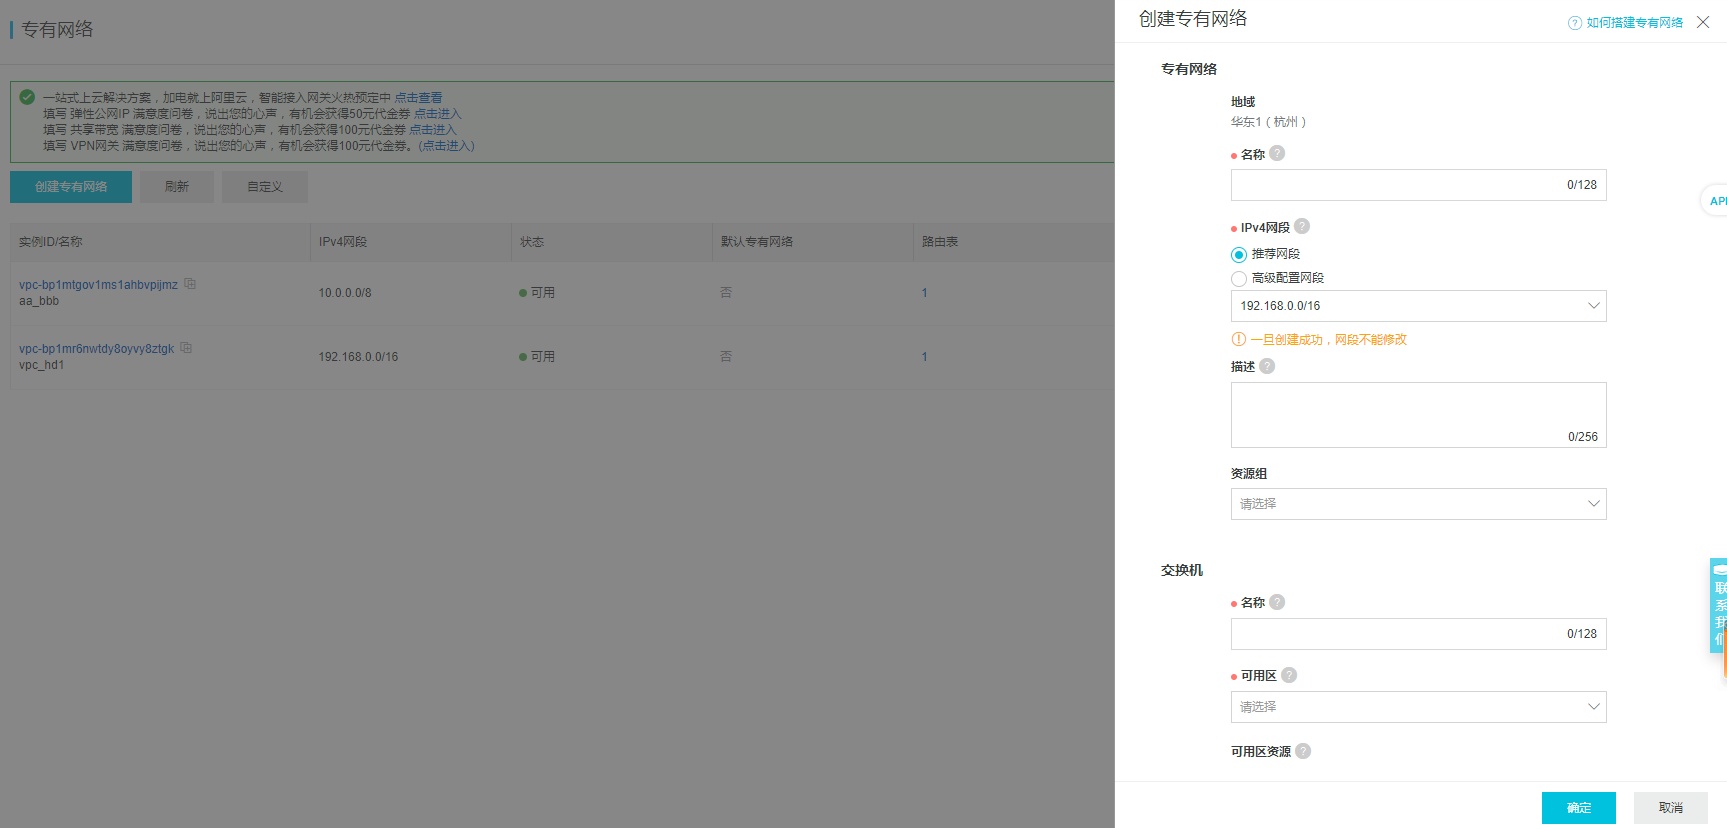 专有网络
一站式上云解决方案，加电就上阿里云，智能接入网关火热预定中 点击查看
填写 弹性公网IP 满意度问卷，说出您的心声，有机会获得50元代金券 点击进入
填写 共享带宽 满意度问卷，说出您的心声，有机会获得100元代金券 点击进入
填写 VPN网关 满意度问卷，说出您的心声，有机会获得100元代金券。(点击进入)
创建专有网络 刷新 自定义
实例ID/名称 IPv4网段 状态 默认专有网络 路由表
vpc-bp1mtgov1ms1ahbvpijmz
aa_bbb
10.0.0.0/8 可用 否 1
vpc-bp1mr6nwtdy8oyvy8ztgk
vpc_hd1
192.168.0.0/16 可用 否 1
创建专有网络
? 如何搭建专有网络
专有网络
地域
华东1（杭州）
名称 ?
0/128
IPv4网段 ?
推荐网段
高级配置网段
192.168.0.0/16
一旦创建成功，网段不能修改
描述 ?
0/256
资源组
请选择
交换机
名称 ?
0/128
可用区 ?
请选择
可用区资源 ?
确定 取消
API
联系我们